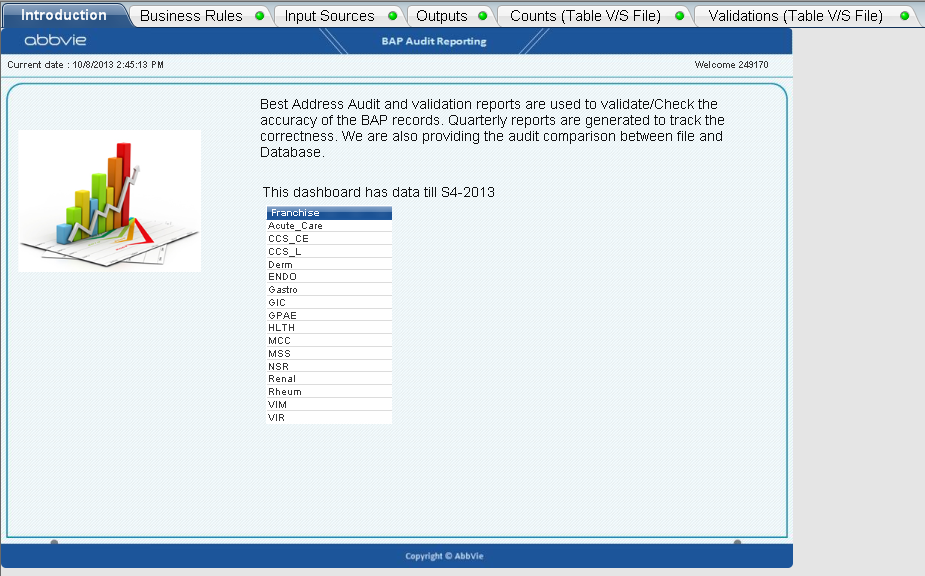 Introduction
Business Rules
Input Sources
Outputs
Counts (Table V/S File)
Validations (Table V/S File)
abbvie
BAP Audit Reporting
Current date : 10/8/2013 2:45:13 PM
Welcome 249170
Best Address Audit and validation reports are used to validate/Check the
accuracy of the BAP records. Quarterly reports are generated to track the
correctness. We are also providing the audit comparison between file and
Database.
This dashboard has data till S4-2013
Franchise
Acute_Care
CCS_CE
CCS_L
Derm
ENDO
Gastro
GIC
GPAE
HLTH
MCC
MSS
NSR
Renal
Rheum
VIM
VIR
Copyright © AbbVie